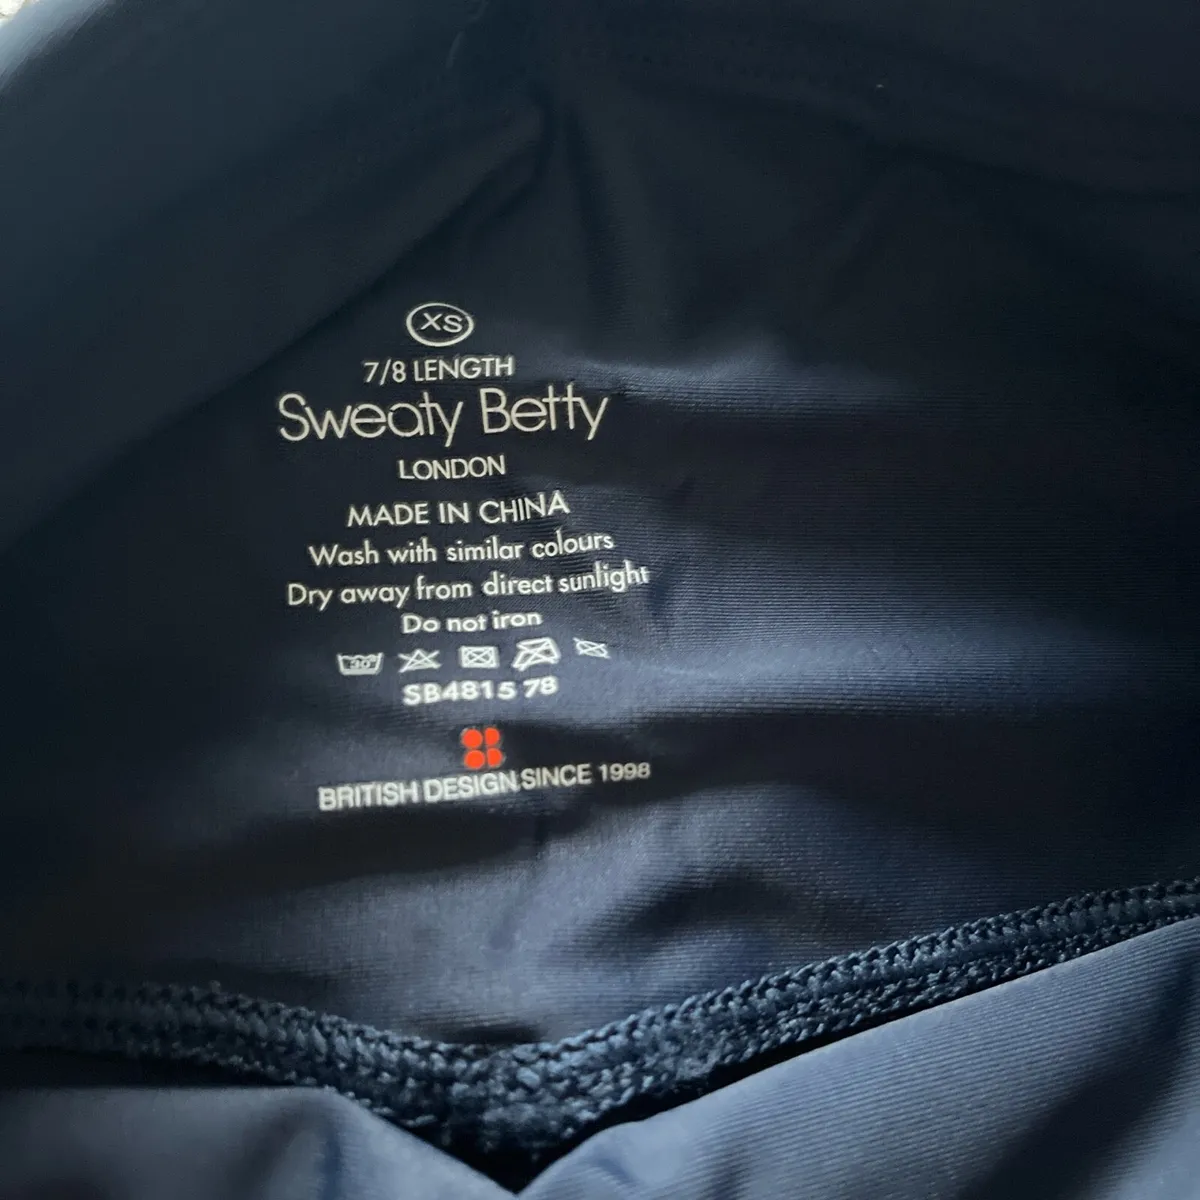 XS
7/8 LENGTH
Sweaty Betty
LONDON
MADE IN CHINA
Wash with similar colours
Dry away from direct sunlight
Do not iron
30°
SB4815 78
BRITISH DESIGN SINCE 1998